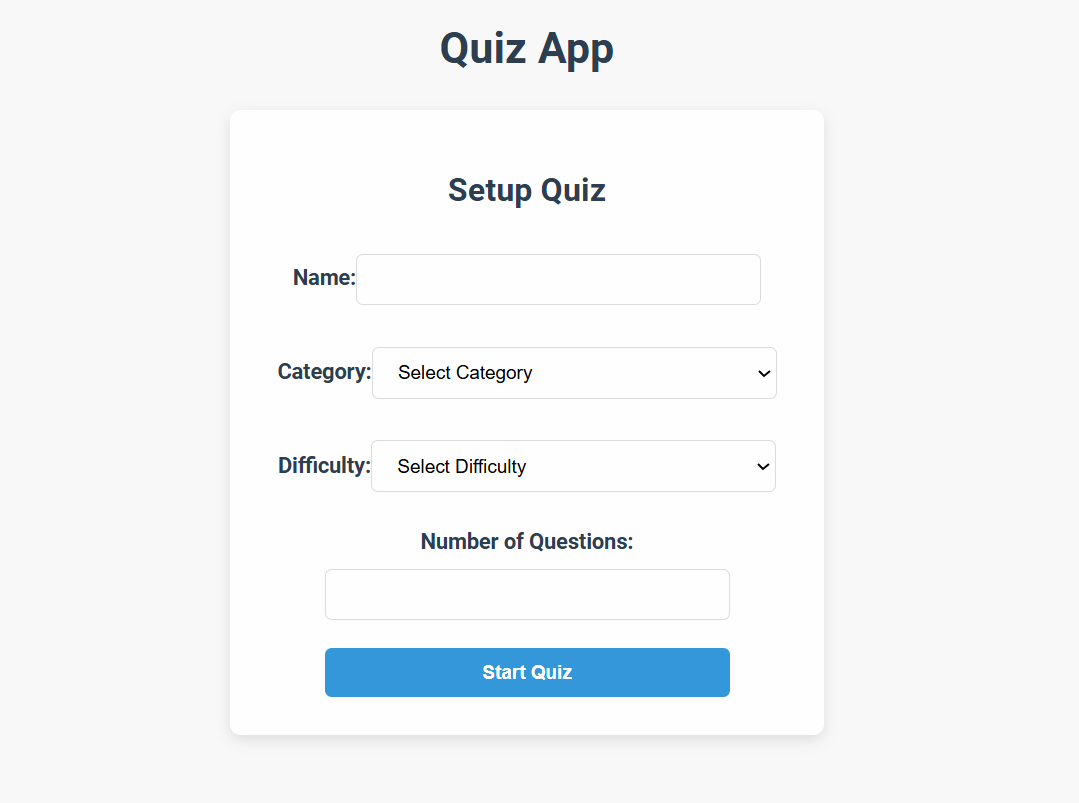 Quiz App
Setup Quiz
Name:
Category: Select Category
Difficulty: Select Difficulty
Number of Questions:
Start Quiz